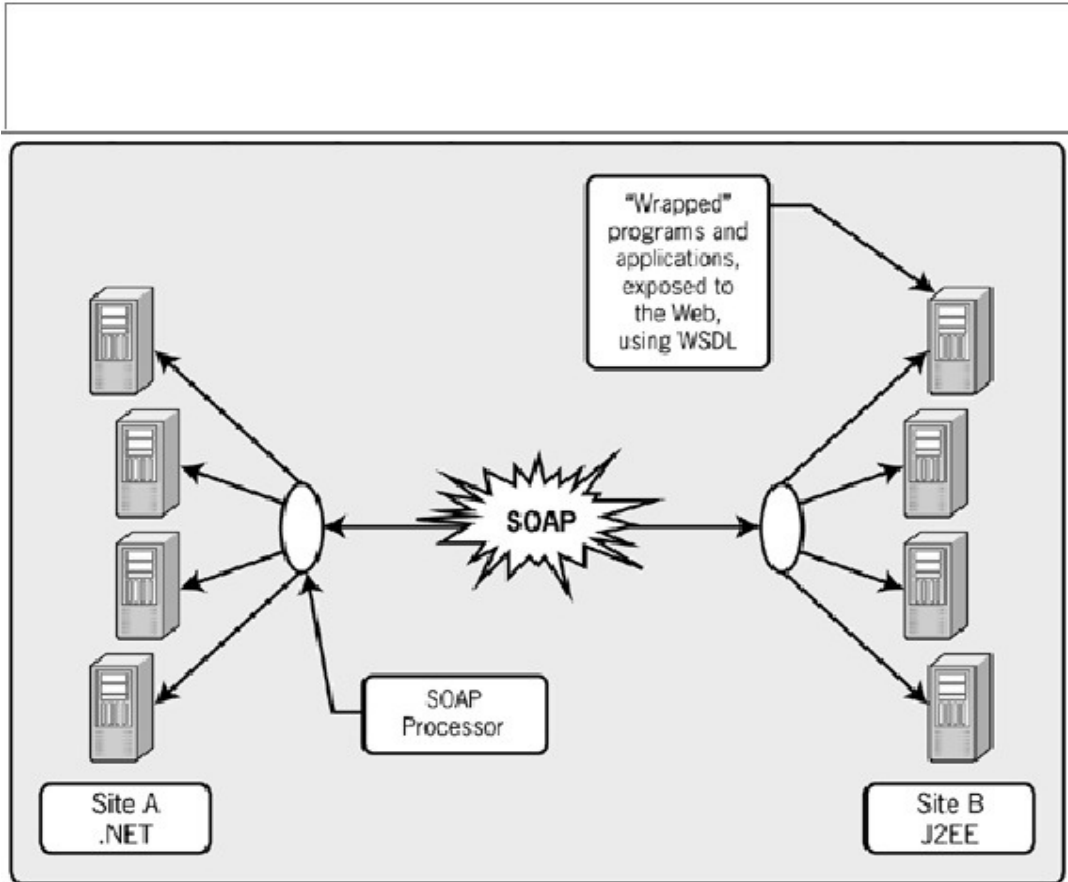 "Wrapped"
programs and
applications,
exposed to
the Web,
using WSDL
SOAP
SOAP
Processor
Site A
.NET
Site B
J2EE